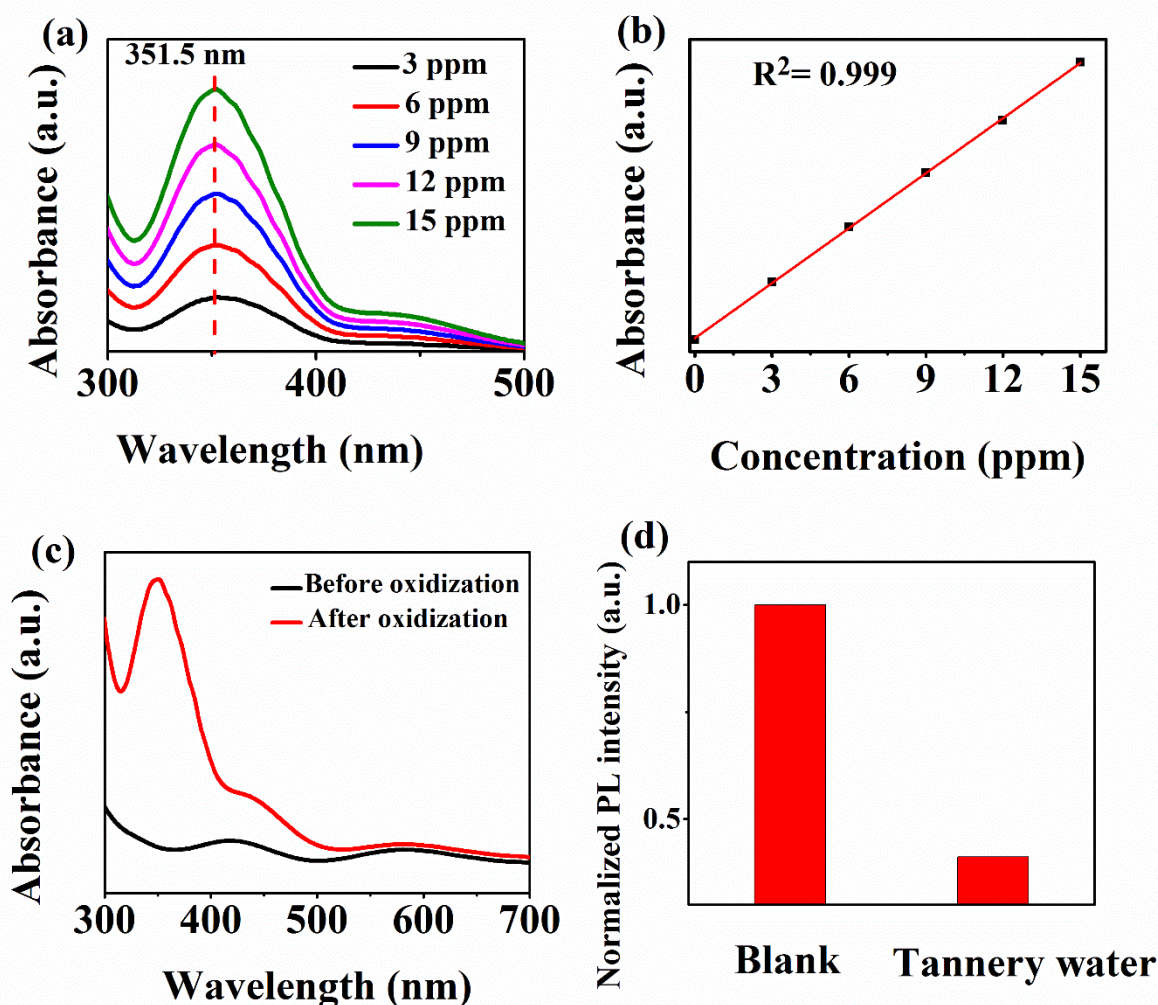 (a)
351.5 nm
3 ppm
6 ppm
9 ppm
12 ppm
15 ppm
Absorbance (a.u.)
300 400 500
Wavelength (nm)
(b)
R²= 0.999
Absorbance (a.u.)
0 3 6 9 12 15
Concentration (ppm)
(c)
Before oxidization
After oxidization
Absorbance (a.u.)
300 400 500 600 700
Wavelength (nm)
(d)
Normalized PL intensity (a.u.)
1.0
0.5
Blank Tannery water